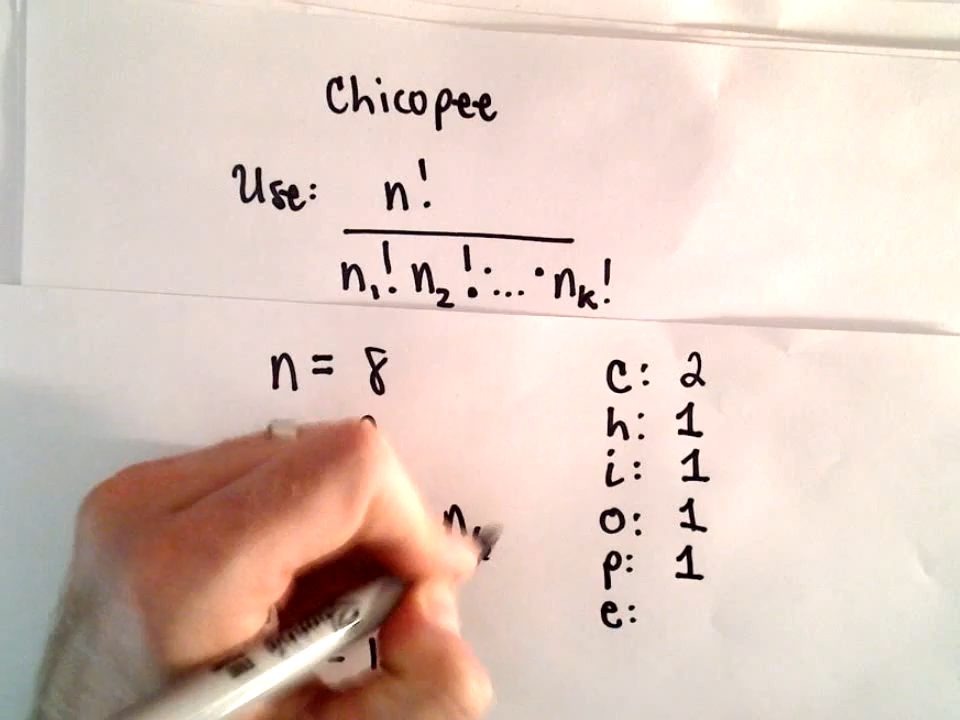 Chicopee
Use: n!
n₁! n₂! · ... · nₖ!
n = 8
c: 2
h: 1
i: 1
o: 1
p: 1
e: